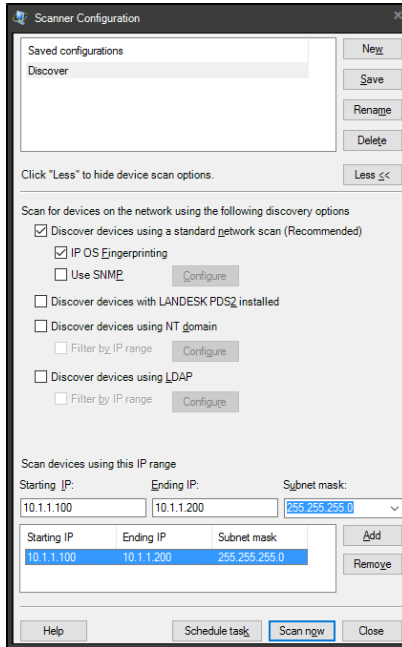 Scanner Configuration
Saved configurations
New
Discover
Save
Rename
Delete
Click "Less" to hide device scan options.
Less <<
Scan for devices on the network using the following discovery options
Discover devices using a standard network scan (Recommended)
IP OS Fingerprinting
Use SNMP
Configure
Discover devices with LANDESK PDS2 installed
Discover devices using NT domain
Filter by IP range
Configure
Discover devices using LDAP
Filter by IP range
Configure
Scan devices using this IP range
Starting IP: Ending IP: Subnet mask:
10.1.1.100 10.1.1.200 255.255.255.0
Starting IP Ending IP Subnet mask
Add
10.1.1.100 10.1.1.200 255.255.255.0
Remove
Help Schedule task Scan now Close